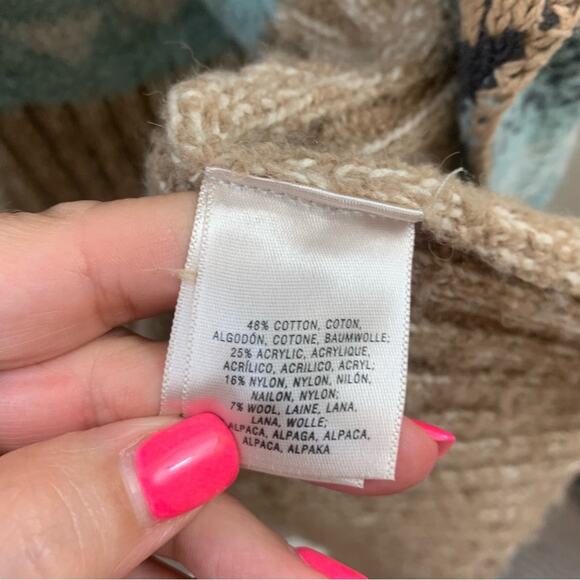 48% COTTON, COTON,
ALGODÓN, COTONE, BAUMWOLLE;
25% ACRYLIC, ACRYLIQUE,
ACRÍLICO, ACRILICO, ACRYL;
16% NYLON, NYLON, NILÓN,
NAILON, NYLON;
7% WOOL, LAINE, LANA,
LANA, WOLLE;
ALPACA, ALPAGA, ALPACA,
ALPACA, ALPAKA